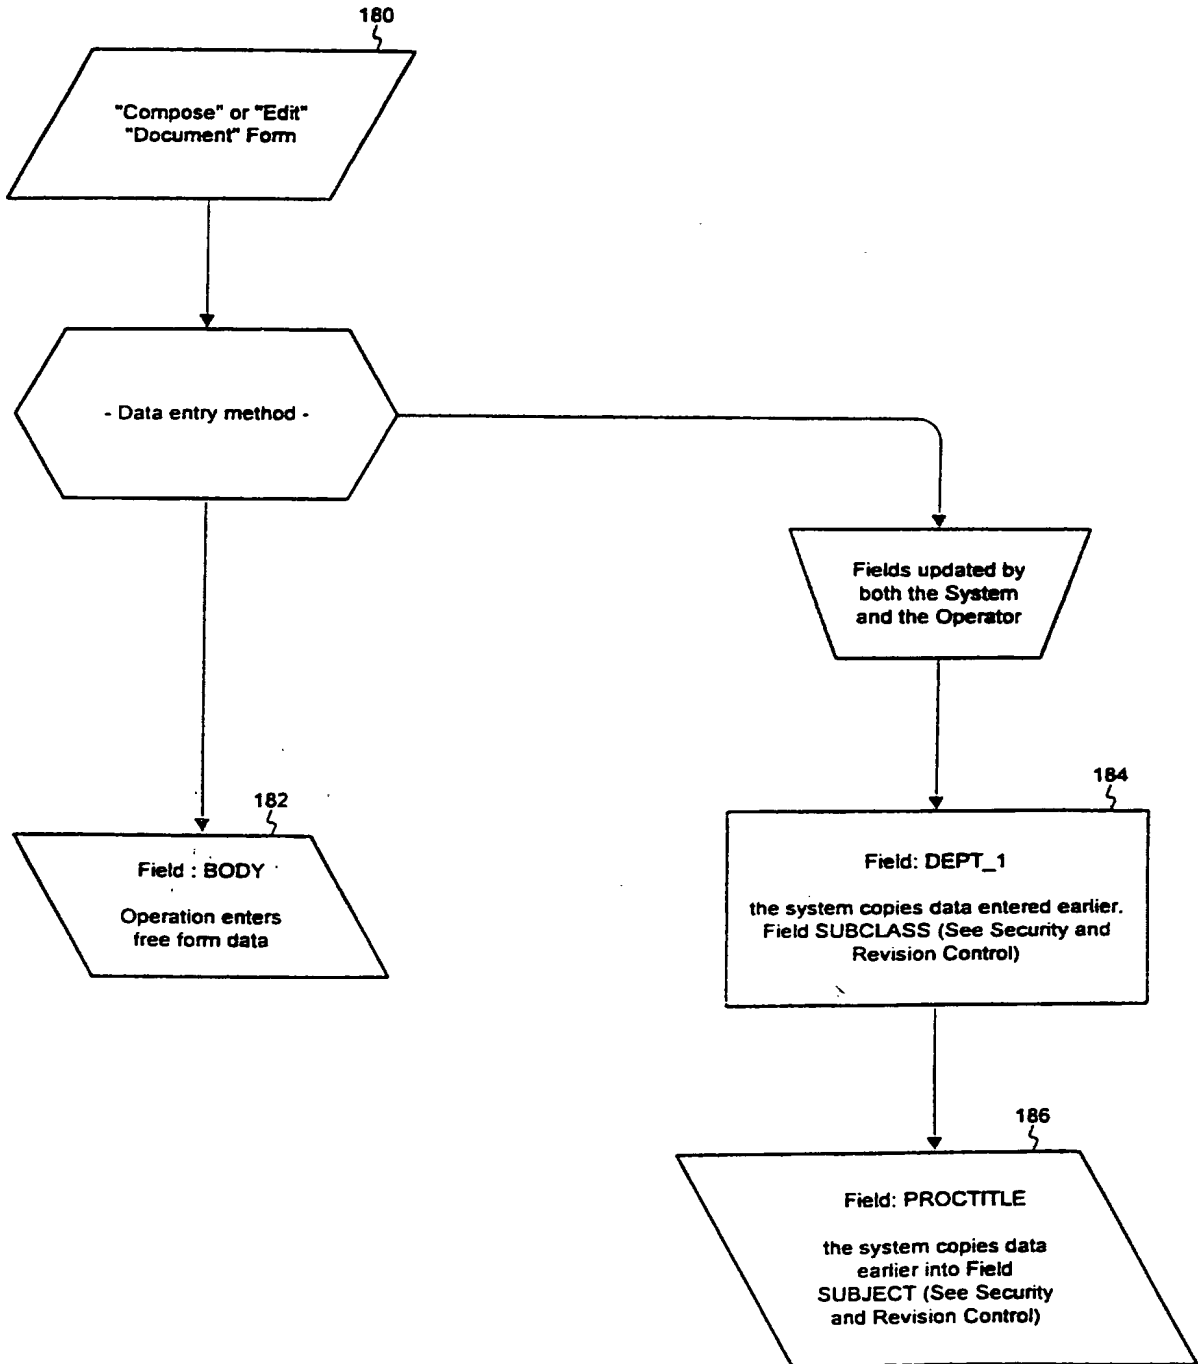 180
"Compose" or "Edit"
"Document" Form
- Data entry method -
Fields updated by
both the System
and the Operator
182
Field : BODY
Operation enters
free form data
184
Field: DEPT_1
the system copies data entered earlier.
Field SUBCLASS (See Security and
Revision Control)
186
Field: PROCTITLE
the system copies data
earlier into Field
SUBJECT (See Security
and Revision Control)